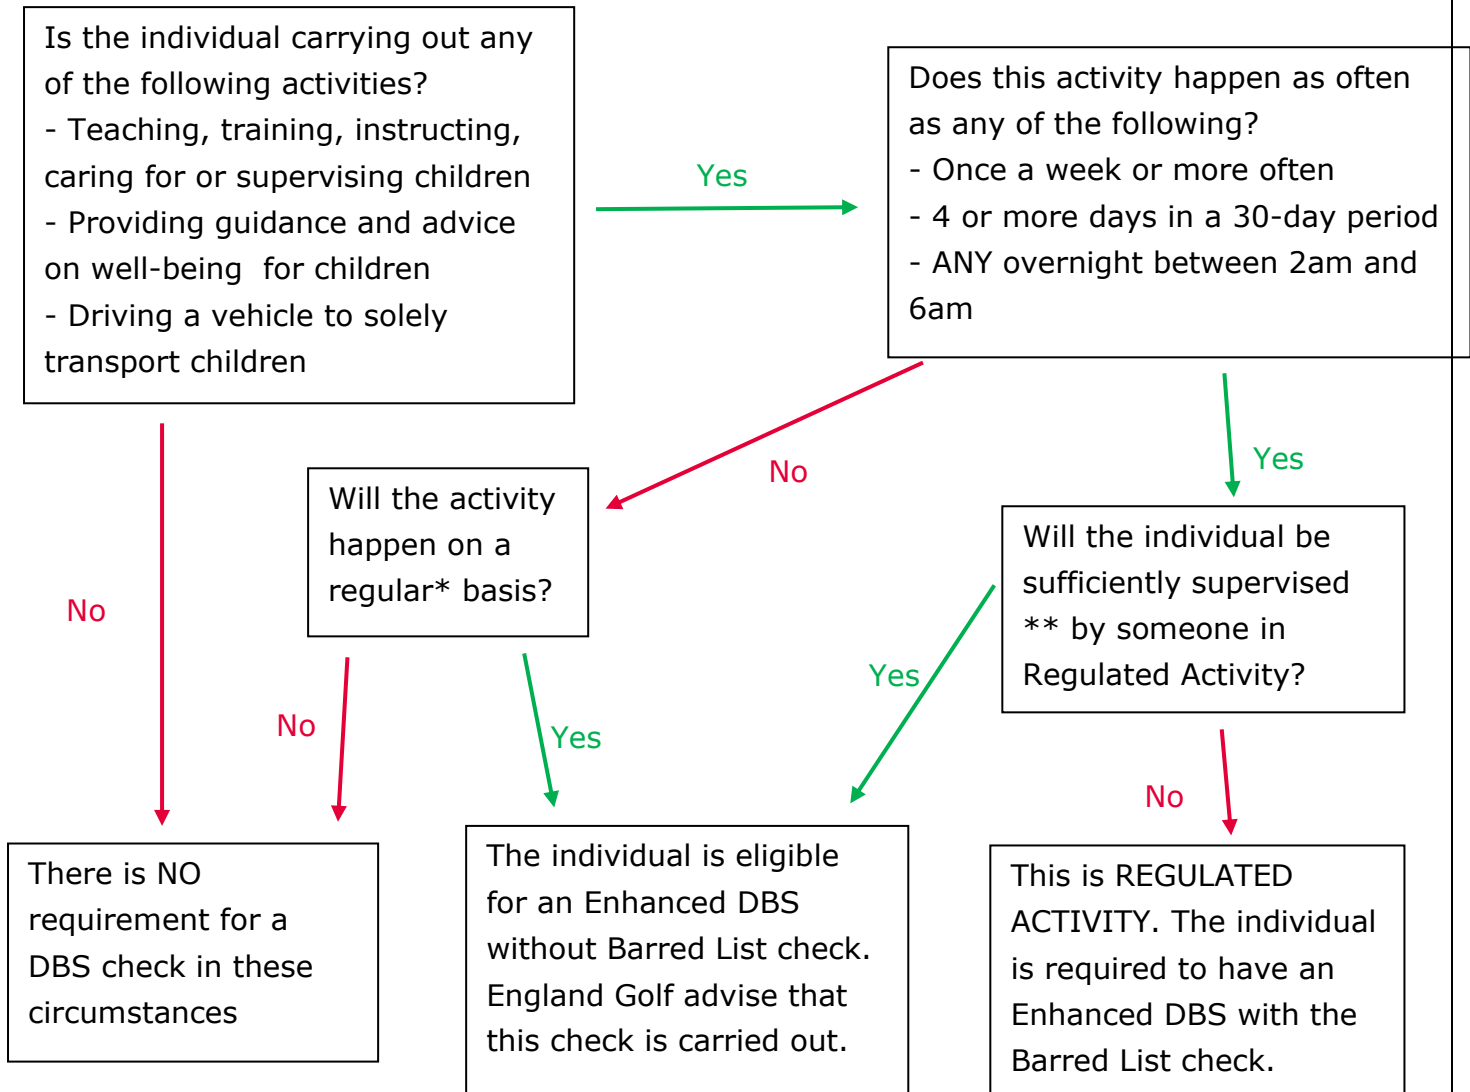 Is the individual carrying out any
of the following activities?
- Teaching, training, instructing,
caring for or supervising children
- Providing guidance and advice
on well-being  for children
- Driving a vehicle to solely
transport children
Yes
Does this activity happen as often
as any of the following?
- Once a week or more often
- 4 or more days in a 30-day period
- ANY overnight between 2am and
6am
No
Yes
Will the activity
happen on a
regular* basis?
Will the individual be
sufficiently supervised
** by someone in
Regulated Activity?
No
No
Yes
Yes
No
There is NO
requirement for a
DBS check in these
circumstances
The individual is eligible
for an Enhanced DBS
without Barred List check.
England Golf advise that
this check is carried out.
This is REGULATED
ACTIVITY. The individual
is required to have an
Enhanced DBS with the
Barred List check.